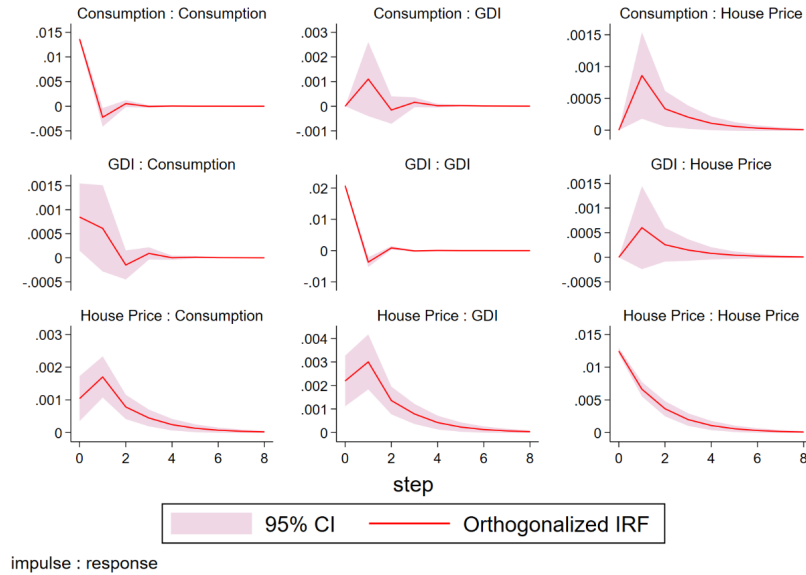 Consumption : Consumption
Consumption : GDI
Consumption : House Price
.015
.01
.005
0
-.005
.003
.002
.001
0
-.001
.0015
.001
.0005
0
GDI : Consumption
GDI : GDI
GDI : House Price
.0015
.001
.0005
0
-.0005
.02
.01
0
-.01
.0015
.001
.0005
0
-.0005
House Price : Consumption
House Price : GDI
House Price : House Price
.003
.002
.001
0
.004
.003
.002
.001
0
.015
.01
.005
0
0 2 4 6 8
0 2 4 6 8
0 2 4 6 8
step
95% CI
Orthogonalized IRF
impulse : response